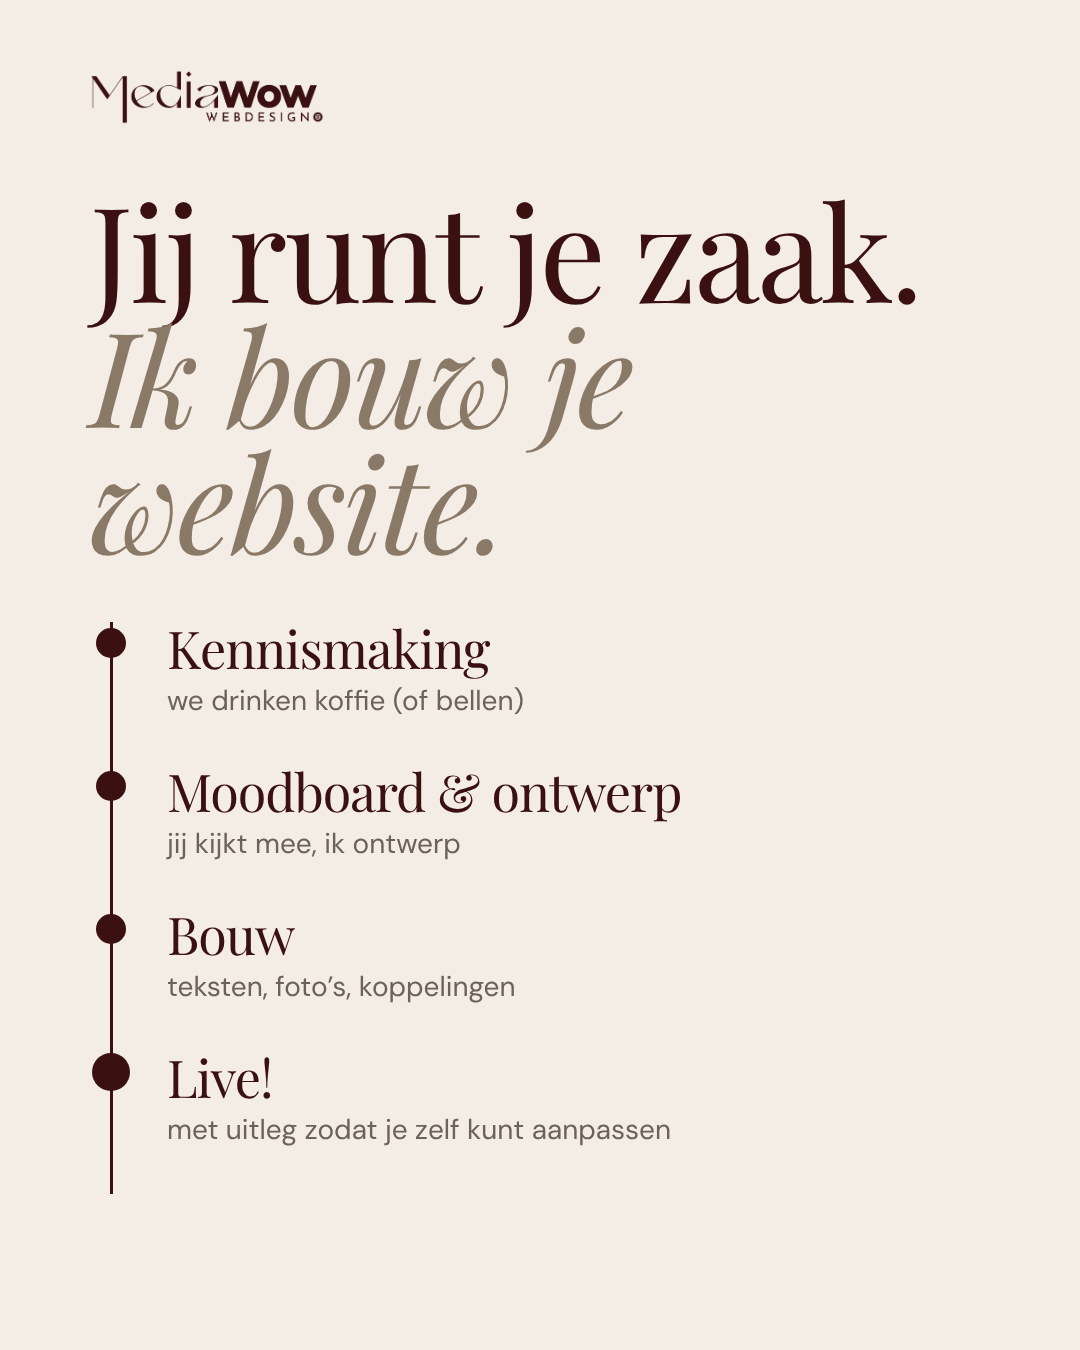 MediaWow
WEBDESIGN
Jij runt je zaak.
Ik bouw je
website.
Kennismaking
we drinken koffie (of bellen)
Moodboard & ontwerp
jij kijkt mee, ik ontwerp
Bouw
teksten, foto’s, koppelingen
Live!
met uitleg zodat je zelf kunt aanpassen